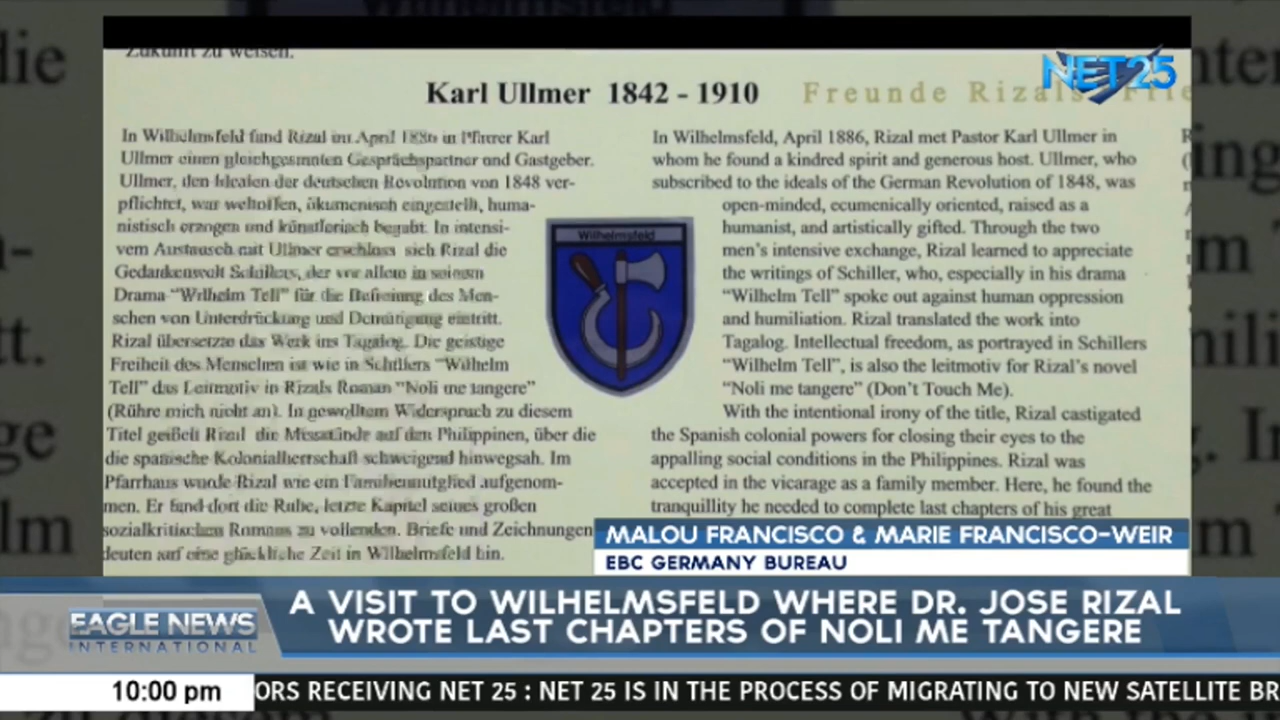 Zukunft zu weisen.
Karl Ullmer 1842 - 1910
Freunde Rizals
NET25
In Wilhelmsfeld fand Rizal im April 1886 in Pfarrer Karl
Ullmer einen gleichgesinnten Gesprächspartner und Gastgeber.
Ullmer, den Idealen der deutschen Revolution von 1848 ver-
pflichtet, war weltoffen, ökumenisch eingestellt, huma-
nistisch erzogen und künstlerisch begabt. In intensi-
vem Austausch mit Ullmer erschloss sich Rizal die
Gedankenwelt Schillers, der vor allem in seinem
Drama "Wilhelm Tell" für die Befreiung des Men-
schen von Unterdrückung und Demütigung eintritt.
Rizal übersetzte das Werk ins Tagalog. Die geistige
Freiheit des Menschen ist wie in Schillers "Wilhelm
Tell" das Leitmotiv in Rizals Roman "Noli me tangere"
(Rühre mich nicht an). In gewolltem Widerspruch zu diesem
Titel geißelt Rizal die Missstände auf den Philippinen, über die
die spanische Kolonialherrschaft schweigend hinwegsah. Im
Pfarrhaus wurde Rizal wie ein Familienmitglied aufgenom-
men. Er fand dort die Ruhe, letzte Kapitel seines großen
sozialkritischen Romans zu vollenden. Briefe und Zeichnungen
deuten auf eine glückliche Zeit in Wilhelmsfeld hin.
Wilhelmsfeld
In Wilhelmsfeld, April 1886, Rizal met Pastor Karl Ullmer in
whom he found a kindred spirit and generous host. Ullmer, who
subscribed to the ideals of the German Revolution of 1848, was
open-minded, ecumenically oriented, raised as a
humanist, and artistically gifted. Through the two
men's intensive exchange, Rizal learned to appreciate
the writings of Schiller, who, especially in his drama
"Wilhelm Tell" spoke out against human oppression
and humiliation. Rizal translated the work into
Tagalog. Intellectual freedom, as portrayed in Schillers
"Wilhelm Tell", is also the leitmotiv for Rizal's novel
"Noli me tangere" (Don't Touch Me).
With the intentional irony of the title, Rizal castigated
the Spanish colonial powers for closing their eyes to the
appalling social conditions in the Philippines. Rizal was
accepted in the vicarage as a family member. Here, he found the
tranquillity he needed to complete last chapters of his great
MALOU FRANCISCO & MARIE FRANCISCO-WEIR
EBC GERMANY BUREAU
EAGLE NEWS
INTERNATIONAL
A VISIT TO WILHELMSFELD WHERE DR. JOSE RIZAL
WROTE LAST CHAPTERS OF NOLI ME TANGERE
10:00 pm
ORS RECEIVING NET 25 : NET 25 IS IN THE PROCESS OF MIGRATING TO NEW SATELLITE BR